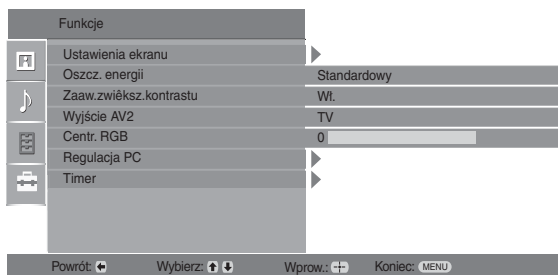 Funkcje
Ustawienia ekranu
Oszcz. energii Standardowy
Zaaw.zwiêksz.kontrastu Wł.
Wyjście AV2 TV
Centr. RGB 0
Regulacja PC
Timer
Powrót: Wybierz: Wprow.: Koniec: MENU